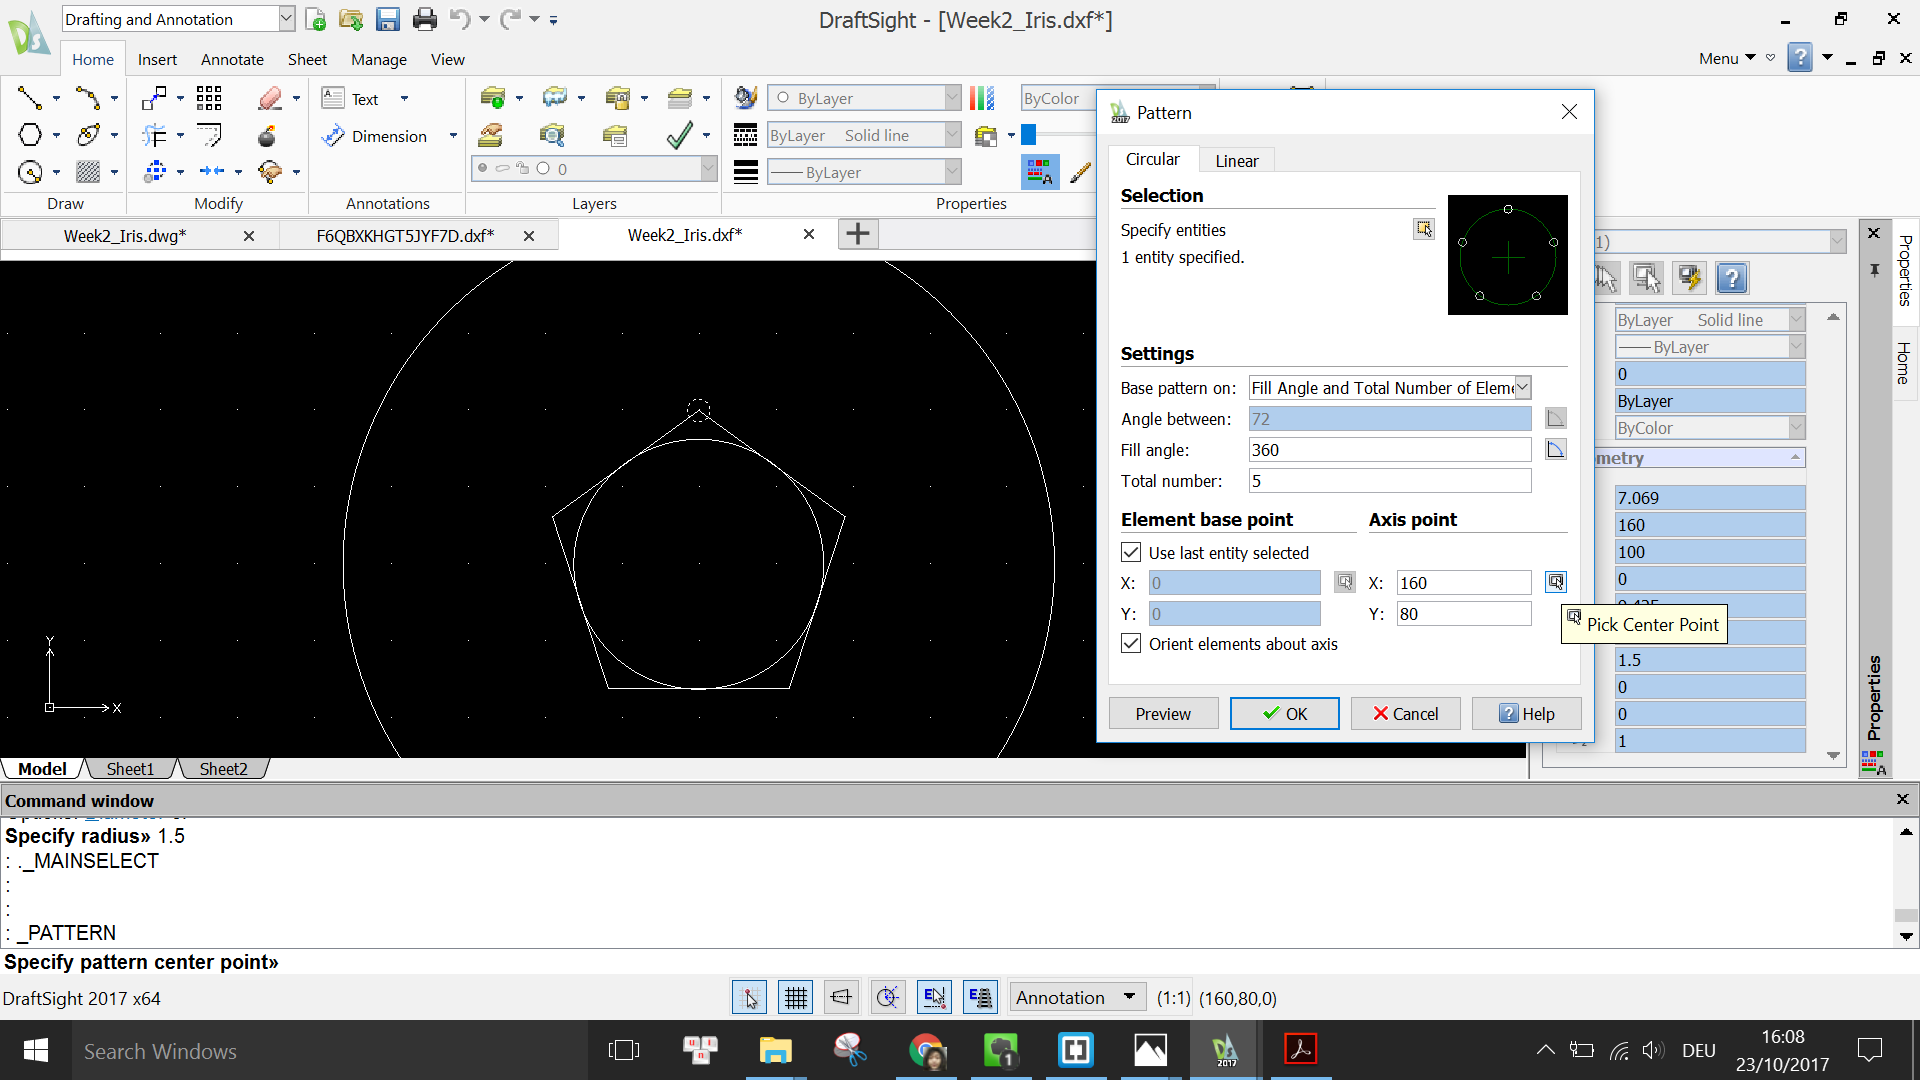 Drafting and Annotation
DraftSight - [Week2_Iris.dxf*]
Home Insert Annotate Sheet Manage View
Menu
Text
Dimension
ByLayer
ByLayer Solid line
ByLayer
ByColor
0
Draw Modify Annotations Layers Properties
Week2_Iris.dwg*
F6QBXKHGT5JYF7D.dxf*
Week2_Iris.dxf*
Pattern
Circular
Linear
Selection
Specify entities
1 entity specified.
Settings
Base pattern on: Fill Angle and Total Number of Eleme
Angle between: 72
Fill angle: 360
Total number: 5
Element base point
Axis point
Use last entity selected
X: 0
X: 160
Y: 0
Y: 80
Orient elements about axis
Preview
OK
Cancel
Help
Pick Center Point
1)
ByLayer Solid line
ByLayer
0
ByLayer
ByColor
metry
7.069
160
100
0
1.5
0
0
1
Properties
Home
Properties
Y
X
Model Sheet1 Sheet2
Command window
Specify radius» 1.5
: ._MAINSELECT
:
:
: _PATTERN
Specify pattern center point»
DraftSight 2017 x64
Annotation
(1:1) (160,80,0)
Search Windows
2017
1
DEU
16:08
23/10/2017